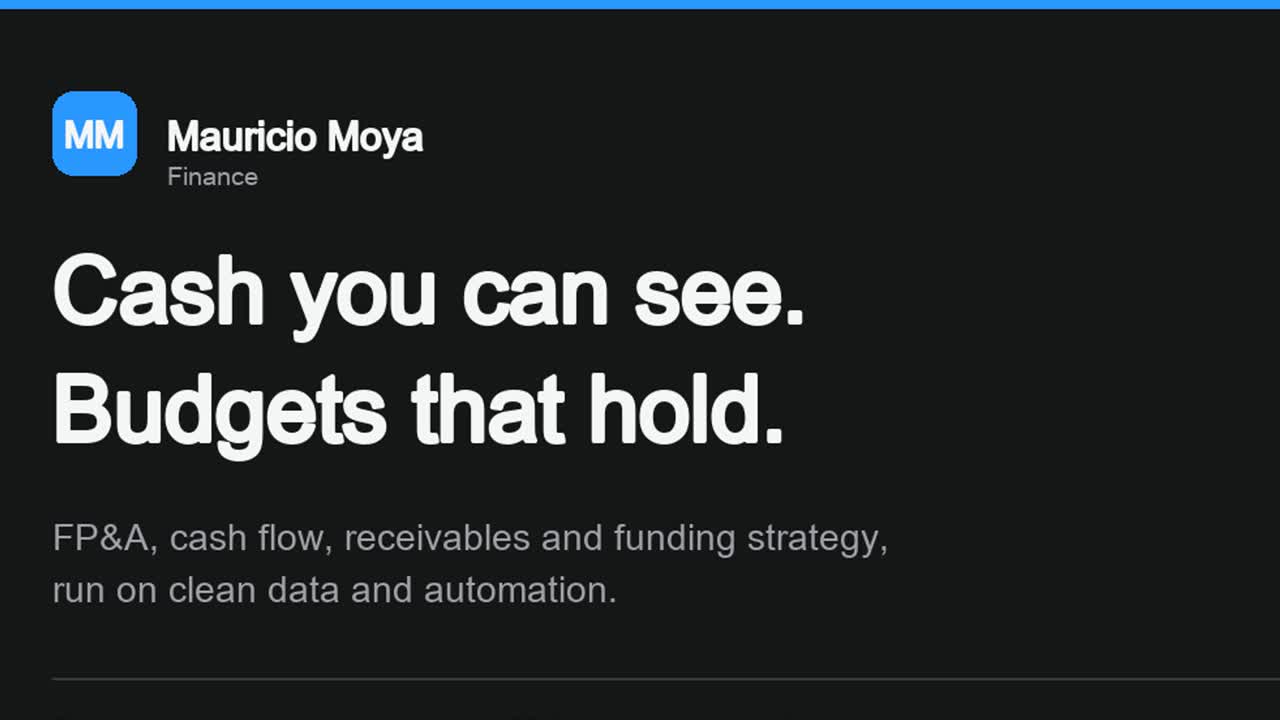 MM
Mauricio Moya
Finance
Cash you can see.
Budgets that hold.
FP&A, cash flow, receivables and funding strategy,
run on clean data and automation.